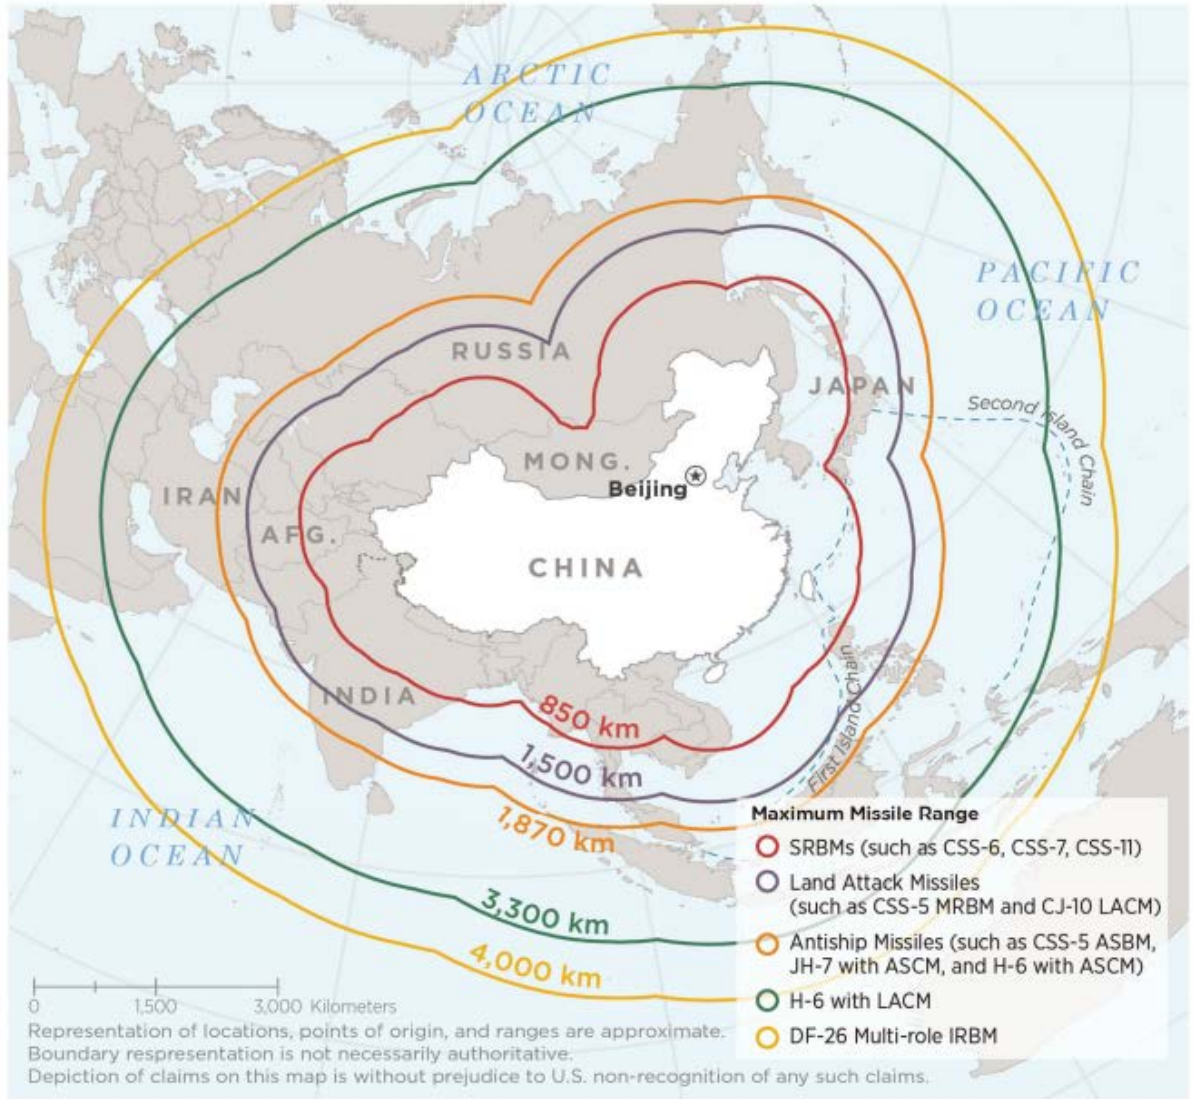 ARCTIC
OCEAN
PACIFIC
OCEAN
RUSSIA
JAPAN
Second Island Chain
MONG.
Beijing
IRAN
AFG.
CHINA
INDIA
First Island Chain
850 km
1,500 km
1,870 km
3,300 km
4,000 km
INDIAN
OCEAN
Maximum Missile Range
SRBMs (such as CSS-6, CSS-7, CSS-11)
Land Attack Missiles
(such as CSS-5 MRBM and CJ-10 LACM)
Antiship Missiles (such as CSS-5 ASBM,
JH-7 with ASCM, and H-6 with ASCM)
H-6 with LACM
DF-26 Multi-role IRBM
0 1,500 3,000 Kilometers
Representation of locations, points of origin, and ranges are approximate.
Boundary respresentation is not necessarily authoritative.
Depiction of claims on this map is without prejudice to U.S. non-recognition of any such claims.